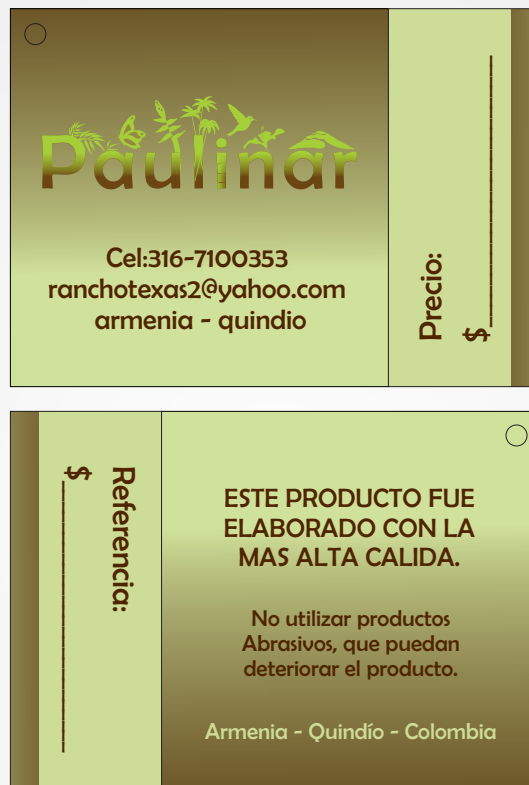 Paulinar
Cel:316-7100353
ranchotexas2@yahoo.com
armenia - quindio
Precio:
$
Referencia:
$
ESTE PRODUCTO FUE
ELABORADO CON LA
MAS ALTA CALIDA.
No utilizar productos
Abrasivos, que puedan
deteriorar el producto.
Armenia - Quindío - Colombia